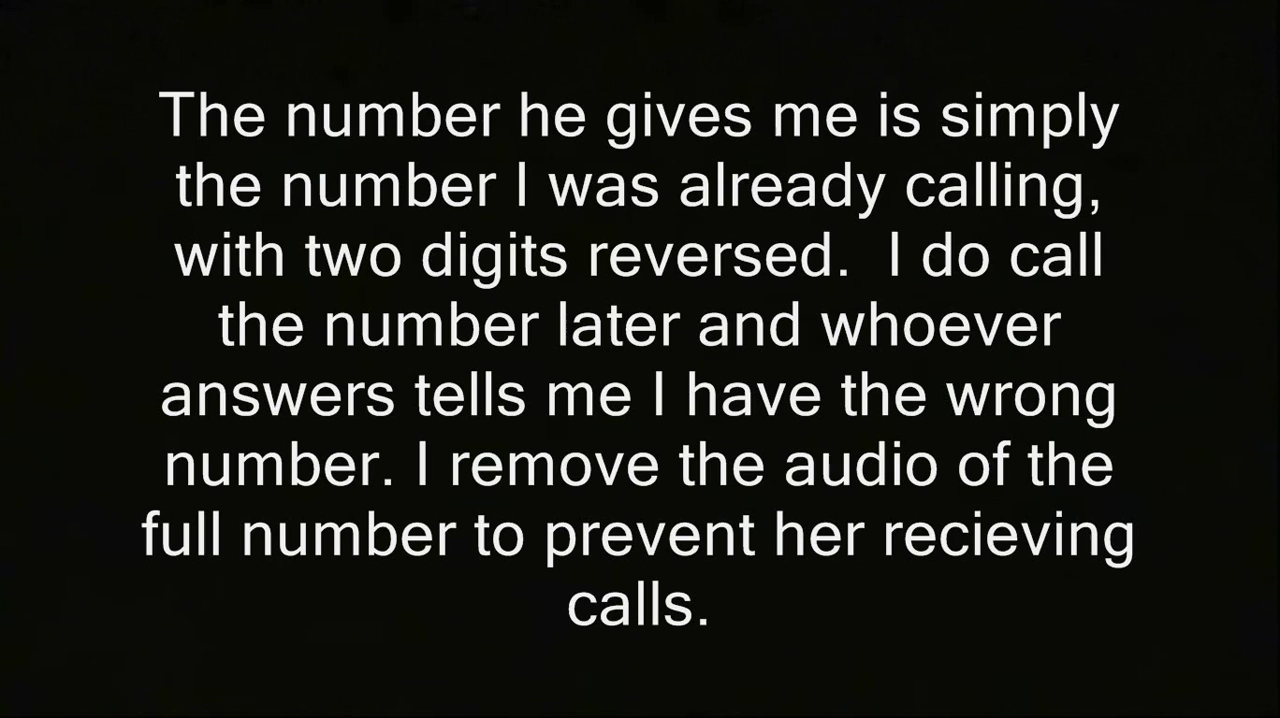 The number he gives me is simply
the number I was already calling,
with two digits reversed.  I do call
the number later and whoever
answers tells me I have the wrong
number. I remove the audio of the
full number to prevent her recieving
calls.